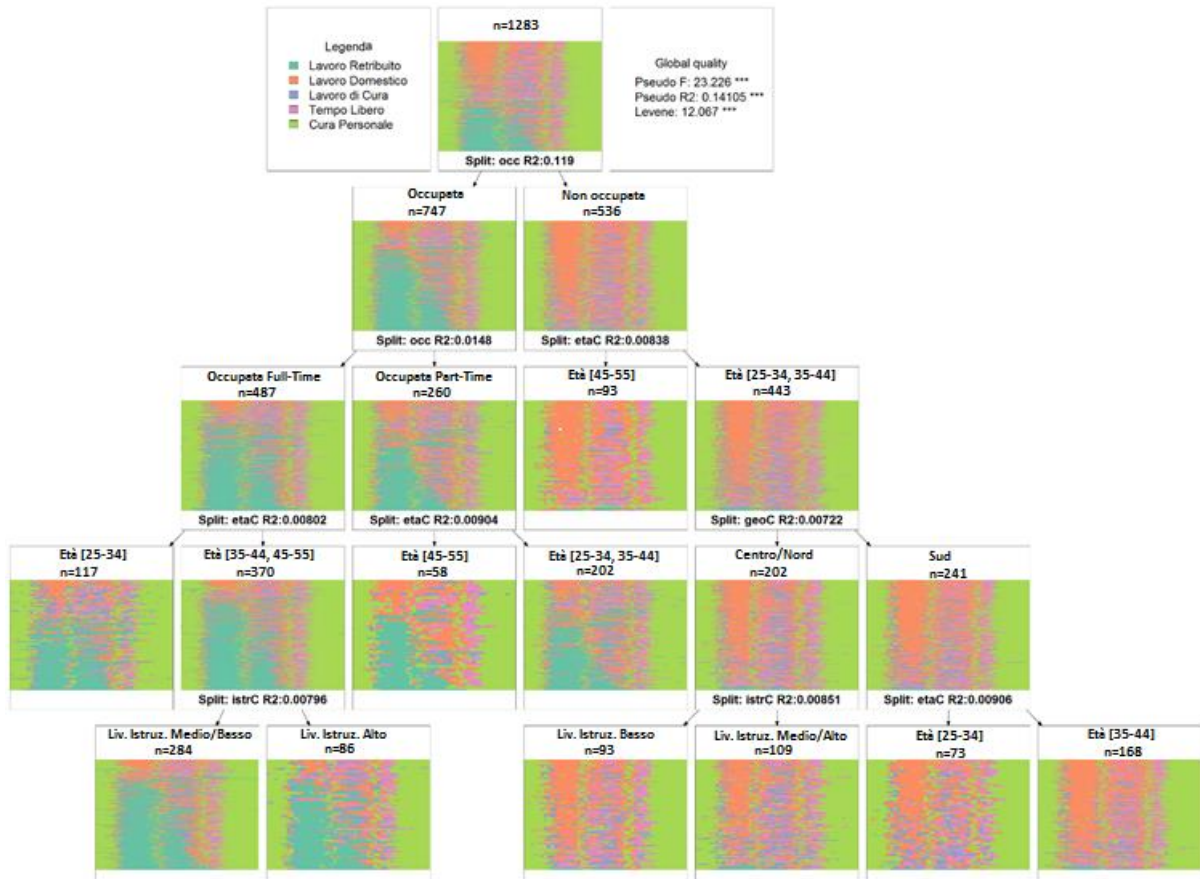 n=1283
Legenda
Lavoro Retribuito
Lavoro Domestico
Lavoro di Cura
Tempo Libero
Cura Personale
Global quality
Pseudo F: 23.226 ***
Pseudo R2: 0.14105 ***
Levene: 12.067 ***
Split: occ R2:0.119
Occupata
n=747
Non occupata
n=536
Split: occ R2:0.0148
Split: etaC R2:0.00838
Occupata Full-Time
n=487
Occupata Part-Time
n=260
Età [45-55]
n=93
Età [25-34, 35-44]
n=443
Split: etaC R2:0.00802
Split: etaC R2:0.00904
Split: geoC R2:0.00722
Età [25-34]
n=117
Età [35-44, 45-55]
n=370
Età [45-55]
n=58
Età [25-34, 35-44]
n=202
Centro/Nord
n=202
Sud
n=241
Split: istrC R2:0.00796
Split: istrC R2:0.00851
Split: etaC R2:0.00906
Liv. Istruz. Medio/Basso
n=284
Liv. Istruz. Alto
n=86
Liv. Istruz. Basso
n=93
Liv. Istruz. Medio/Alto
n=109
Età [25-34]
n=73
Età [35-44]
n=168